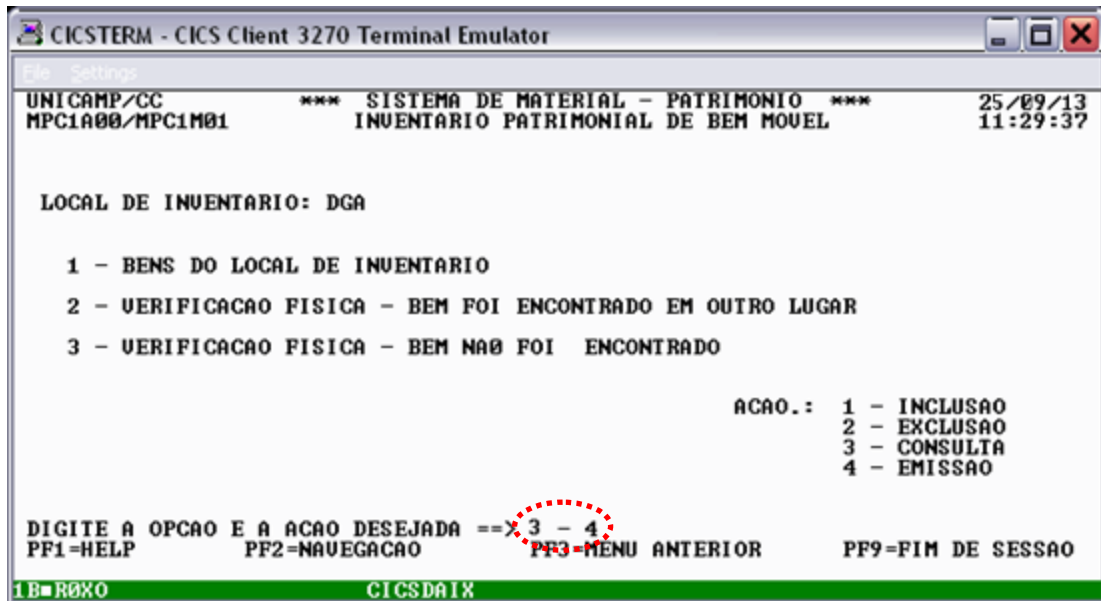 CICSTERM - CICS Client 3270 Terminal Emulator
File Settings
UNICAMP/CC *** SISTEMA DE MATERIAL - PATRIMONIO *** 25/09/13
MPC1A00/MPC1M01 INVENTARIO PATRIMONIAL DE BEM MOVEL 11:29:37
LOCAL DE INVENTARIO: DGA
1 - BENS DO LOCAL DE INVENTARIO
2 - VERIFICACAO FISICA - BEM FOI ENCONTRADO EM OUTRO LUGAR
3 - VERIFICACAO FISICA - BEM NA0 FOI ENCONTRADO
ACAO.: 1 - INCLUSAO
2 - EXCLUSAO
3 - CONSULTA
4 - EMISSAO
DIGITE A OPCAO E A ACAO DESEJADA ==> 3 - 4
PF1=HELP PF2=NAVEGACAO PF3=MENU ANTERIOR PF9=FIM DE SESSAO
1B■R0XO CICSDAIX